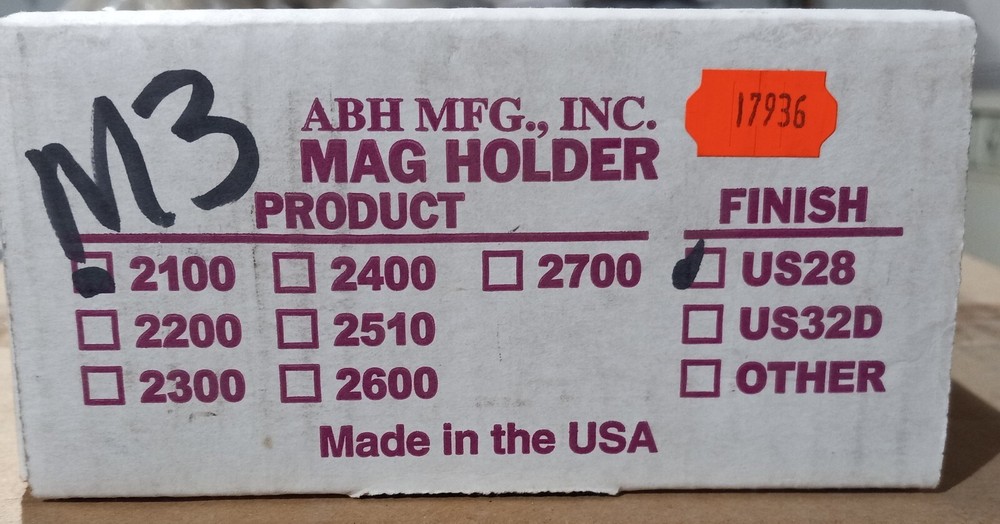 M3
ABH MFG., INC.
MAG HOLDER
17936
PRODUCT
FINISH
2100 2400 2700
US28
2200 2510
US32D
2300 2600
OTHER
Made in the USA